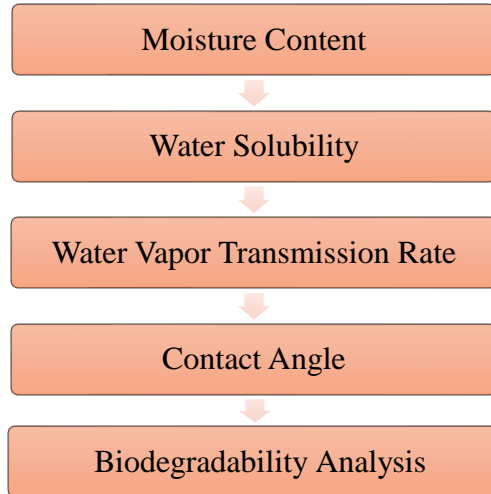 Moisture Content
Water Solubility
Water Vapor Transmission Rate
Contact Angle
Biodegradability Analysis